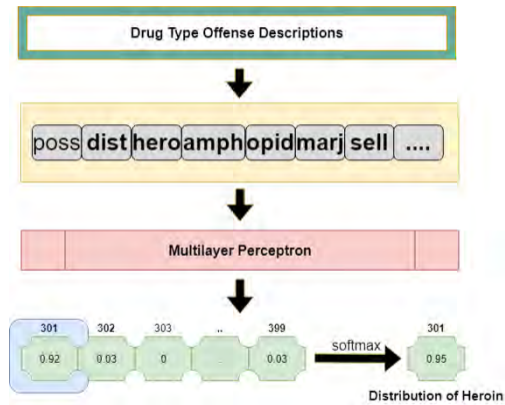 Drug Type Offense Descriptions
poss dist hero amph opid marj sell ....
Multilayer Perceptron
301 302 303 .. 399 301
0.92 0.03 0 0.03 softmax 0.95
Distribution of Heroin